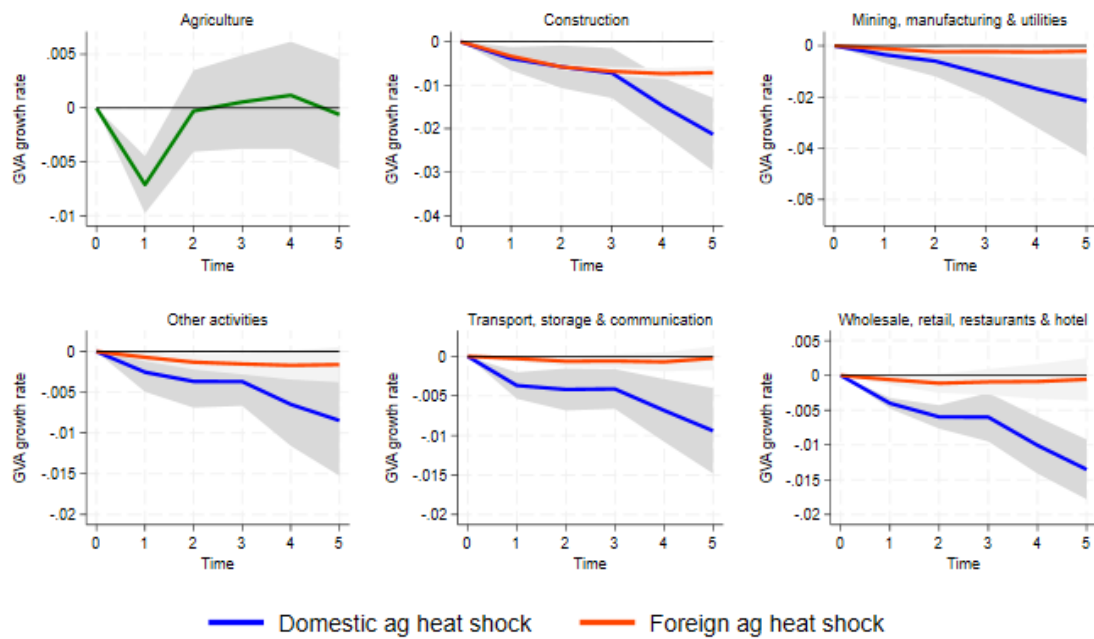 Agriculture
GVA growth rate
.005
0
-.005
-.01
0 1 2 3 4 5
Time
Construction
GVA growth rate
0
-.01
-.02
-.03
-.04
0 1 2 3 4 5
Time
Mining, manufacturing & utilities
GVA growth rate
0
-.02
-.04
-.06
0 1 2 3 4 5
Time
Other activities
GVA growth rate
0
-.005
-.01
-.015
-.02
0 1 2 3 4 5
Time
Transport, storage & communication
GVA growth rate
0
-.005
-.01
-.015
-.02
0 1 2 3 4 5
Time
Wholesale, retail, restaurants & hotel
GVA growth rate
.005
0
-.005
-.01
-.015
-.02
0 1 2 3 4 5
Time
Domestic ag heat shock
Foreign ag heat shock